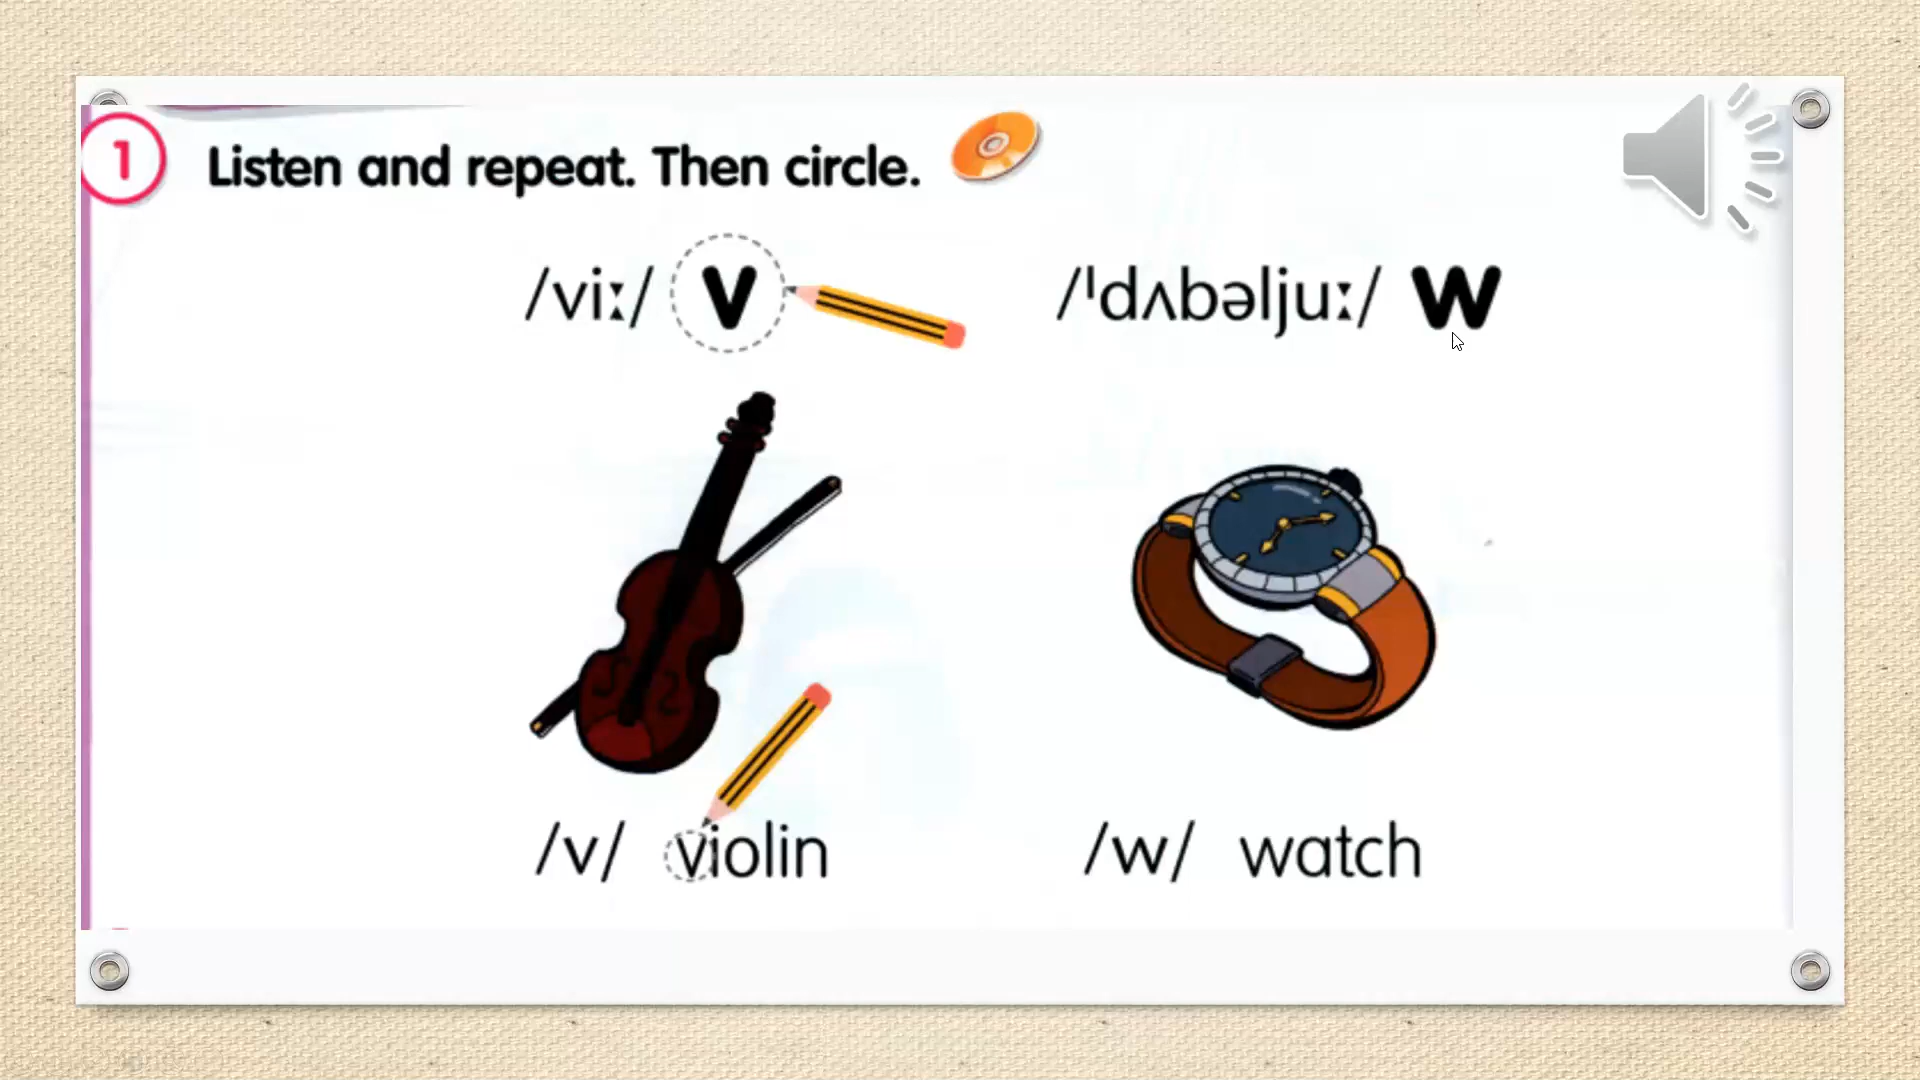 1 Listen and repeat. Then circle.
/viː/ v /ˈdʌbəljuː/ w
/v/ violin /w/ watch